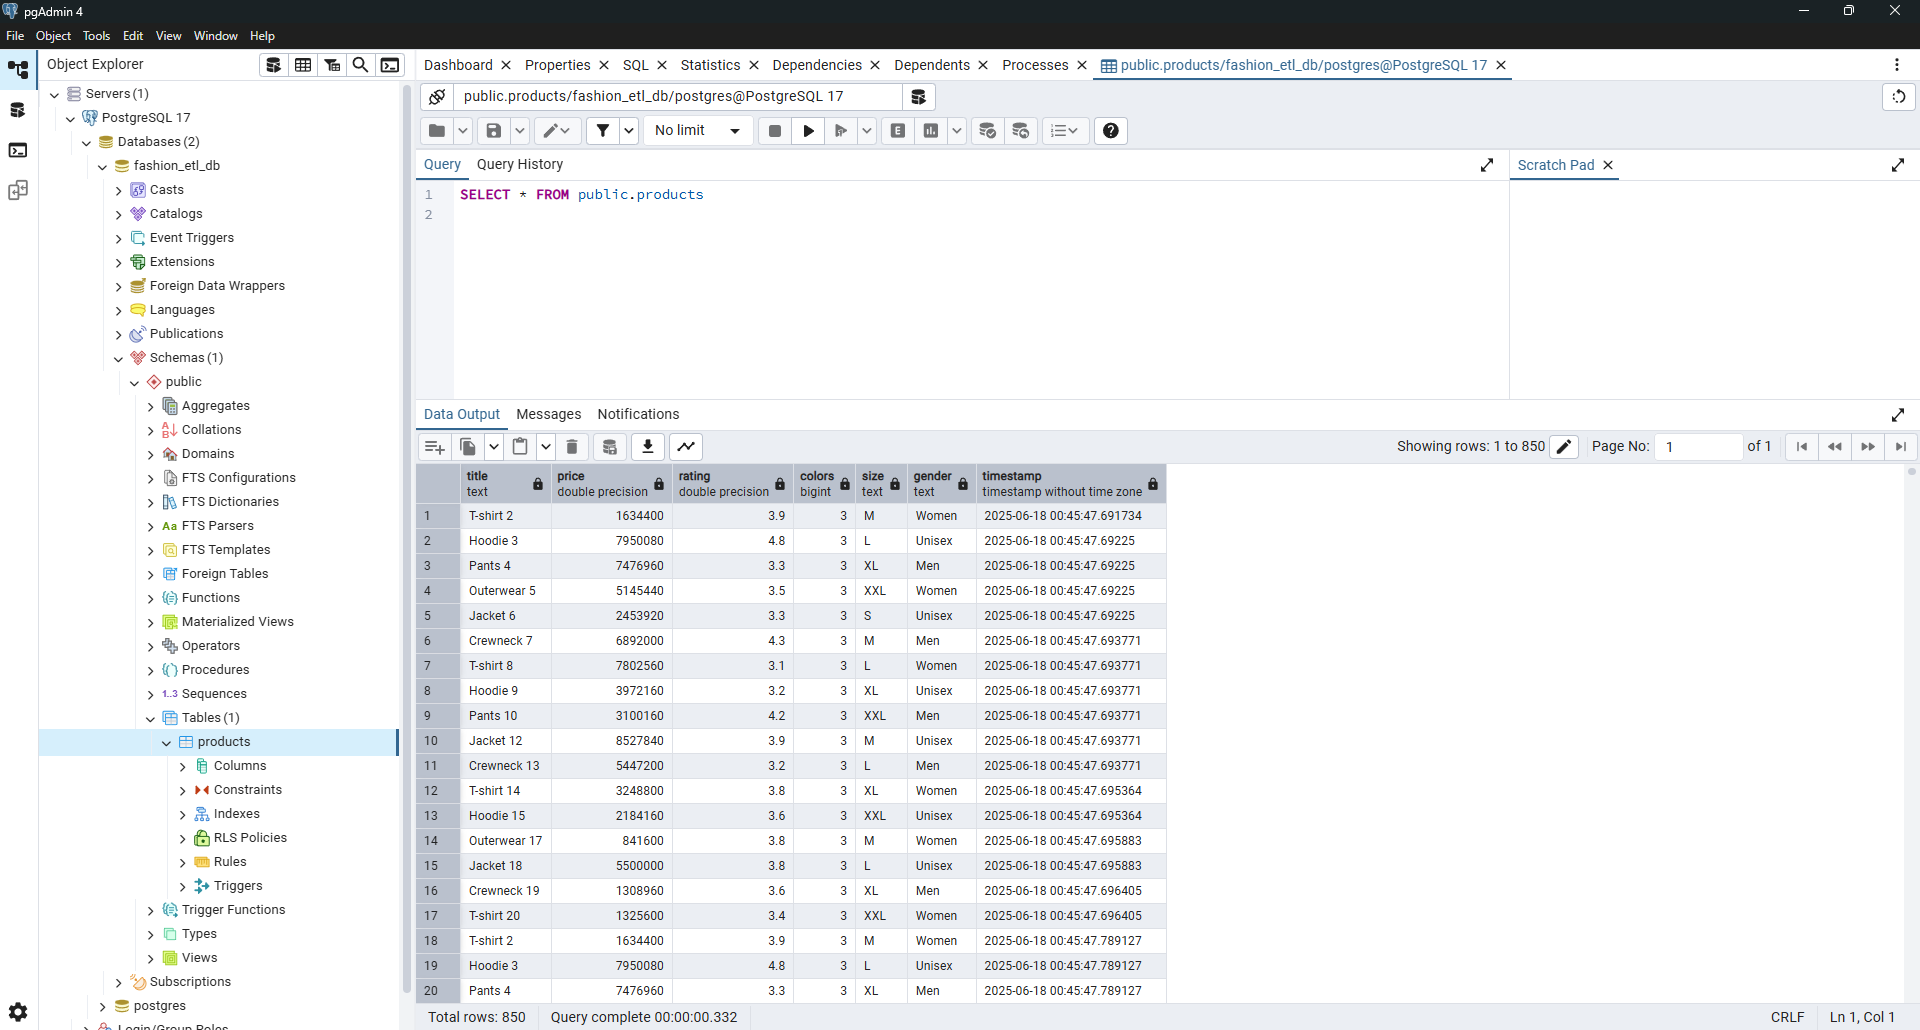 pgAdmin 4
File Object Tools Edit View Window Help
Object Explorer
Dashboard Properties SQL Statistics Dependencies Dependents Processes public.products/fashion_etl_db/postgres@PostgreSQL 17
public.products/fashion_etl_db/postgres@PostgreSQL 17
No limit
E
Query Query History
Scratch Pad
1 SELECT * FROM public.products
2
Servers (1)
PostgreSQL 17
Databases (2)
fashion_etl_db
Casts
Catalogs
Event Triggers
Extensions
Foreign Data Wrappers
Languages
Publications
Schemas (1)
public
Aggregates
Collations
Domains
FTS Configurations
FTS Dictionaries
Aa FTS Parsers
FTS Templates
Foreign Tables
Functions
Materialized Views
Operators
Procedures
1..3 Sequences
Tables (1)
products
Columns
Constraints
Indexes
RLS Policies
Rules
Triggers
Trigger Functions
Types
Views
Subscriptions
postgres
Login/Group Roles
Data Output Messages Notifications
Showing rows: 1 to 850 Page No: 1 of 1
title price rating colors size gender timestamp
text double precision double precision bigint text text timestamp without time zone
1 T-shirt 2 1634400 3.9 3 M Women 2025-06-18 00:45:47.691734
2 Hoodie 3 7950080 4.8 3 L Unisex 2025-06-18 00:45:47.69225
3 Pants 4 7476960 3.3 3 XL Men 2025-06-18 00:45:47.69225
4 Outerwear 5 5145440 3.5 3 XXL Women 2025-06-18 00:45:47.69225
5 Jacket 6 2453920 3.3 3 S Unisex 2025-06-18 00:45:47.69225
6 Crewneck 7 6892000 4.3 3 M Men 2025-06-18 00:45:47.693771
7 T-shirt 8 7802560 3.1 3 L Women 2025-06-18 00:45:47.693771
8 Hoodie 9 3972160 3.2 3 XL Unisex 2025-06-18 00:45:47.693771
9 Pants 10 3100160 4.2 3 XXL Men 2025-06-18 00:45:47.693771
10 Jacket 12 8527840 3.9 3 M Unisex 2025-06-18 00:45:47.693771
11 Crewneck 13 5447200 3.2 3 L Men 2025-06-18 00:45:47.693771
12 T-shirt 14 3248800 3.8 3 XL Women 2025-06-18 00:45:47.695364
13 Hoodie 15 2184160 3.6 3 XXL Unisex 2025-06-18 00:45:47.695364
14 Outerwear 17 841600 3.8 3 M Women 2025-06-18 00:45:47.695883
15 Jacket 18 5500000 3.8 3 L Unisex 2025-06-18 00:45:47.695883
16 Crewneck 19 1308960 3.6 3 XL Men 2025-06-18 00:45:47.696405
17 T-shirt 20 1325600 3.4 3 XXL Women 2025-06-18 00:45:47.696405
18 T-shirt 2 1634400 3.9 3 M Women 2025-06-18 00:45:47.789127
19 Hoodie 3 7950080 4.8 3 L Unisex 2025-06-18 00:45:47.789127
20 Pants 4 7476960 3.3 3 XL Men 2025-06-18 00:45:47.789127
Total rows: 850 Query complete 00:00:00.332 CRLF Ln 1, Col 1